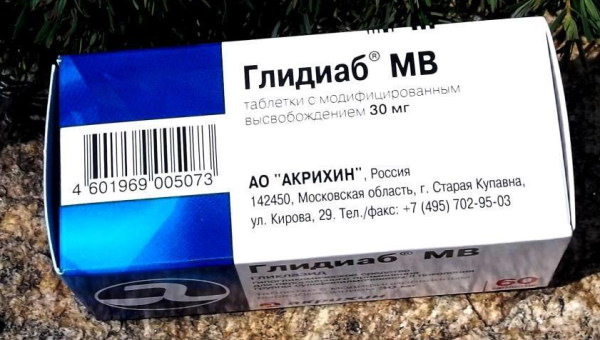 Глидиаб® МВ
таблетки с модифицированным
высвобождением 30 мг
4 601969 005073
АО "АКРИХИН", Россия
142450, Московская область, г. Старая Купавна,
ул. Кирова, 29. Тел./факс: +7 (495) 702-95-03
Глидиаб® МВ
гликлазид
60